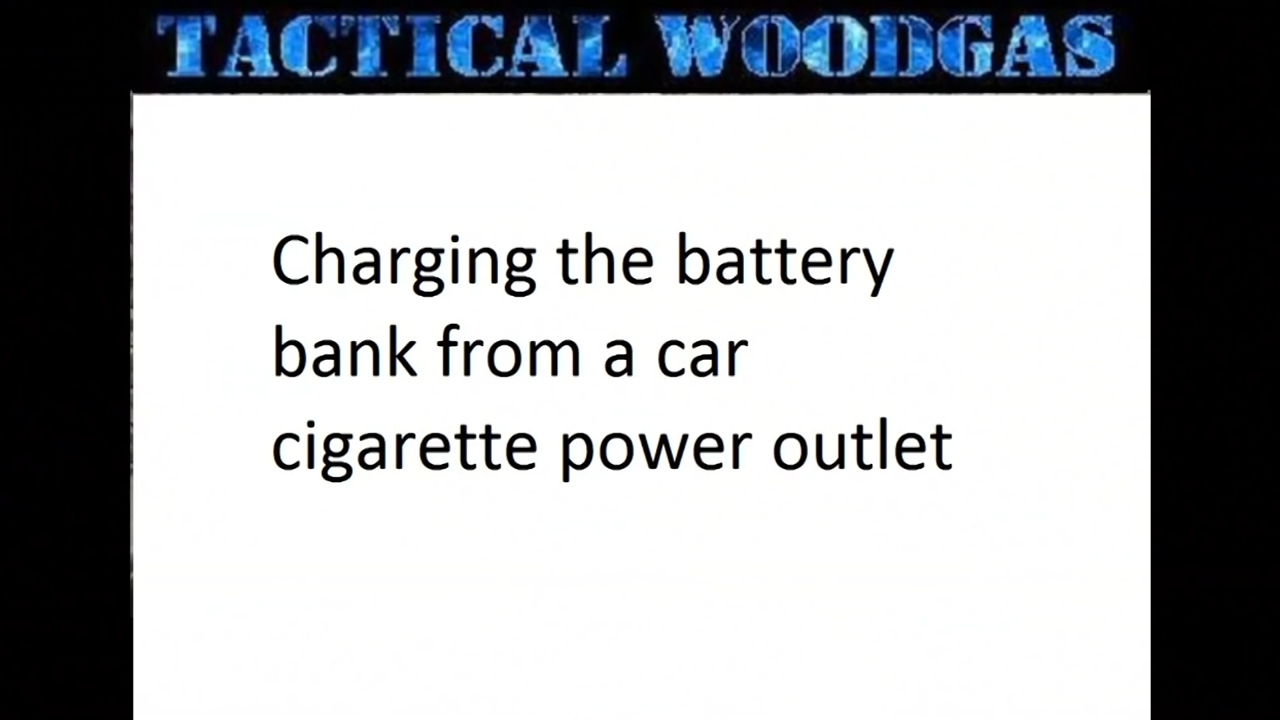 TACTICAL WOODGAS
Charging the battery
bank from a car
cigarette power outlet